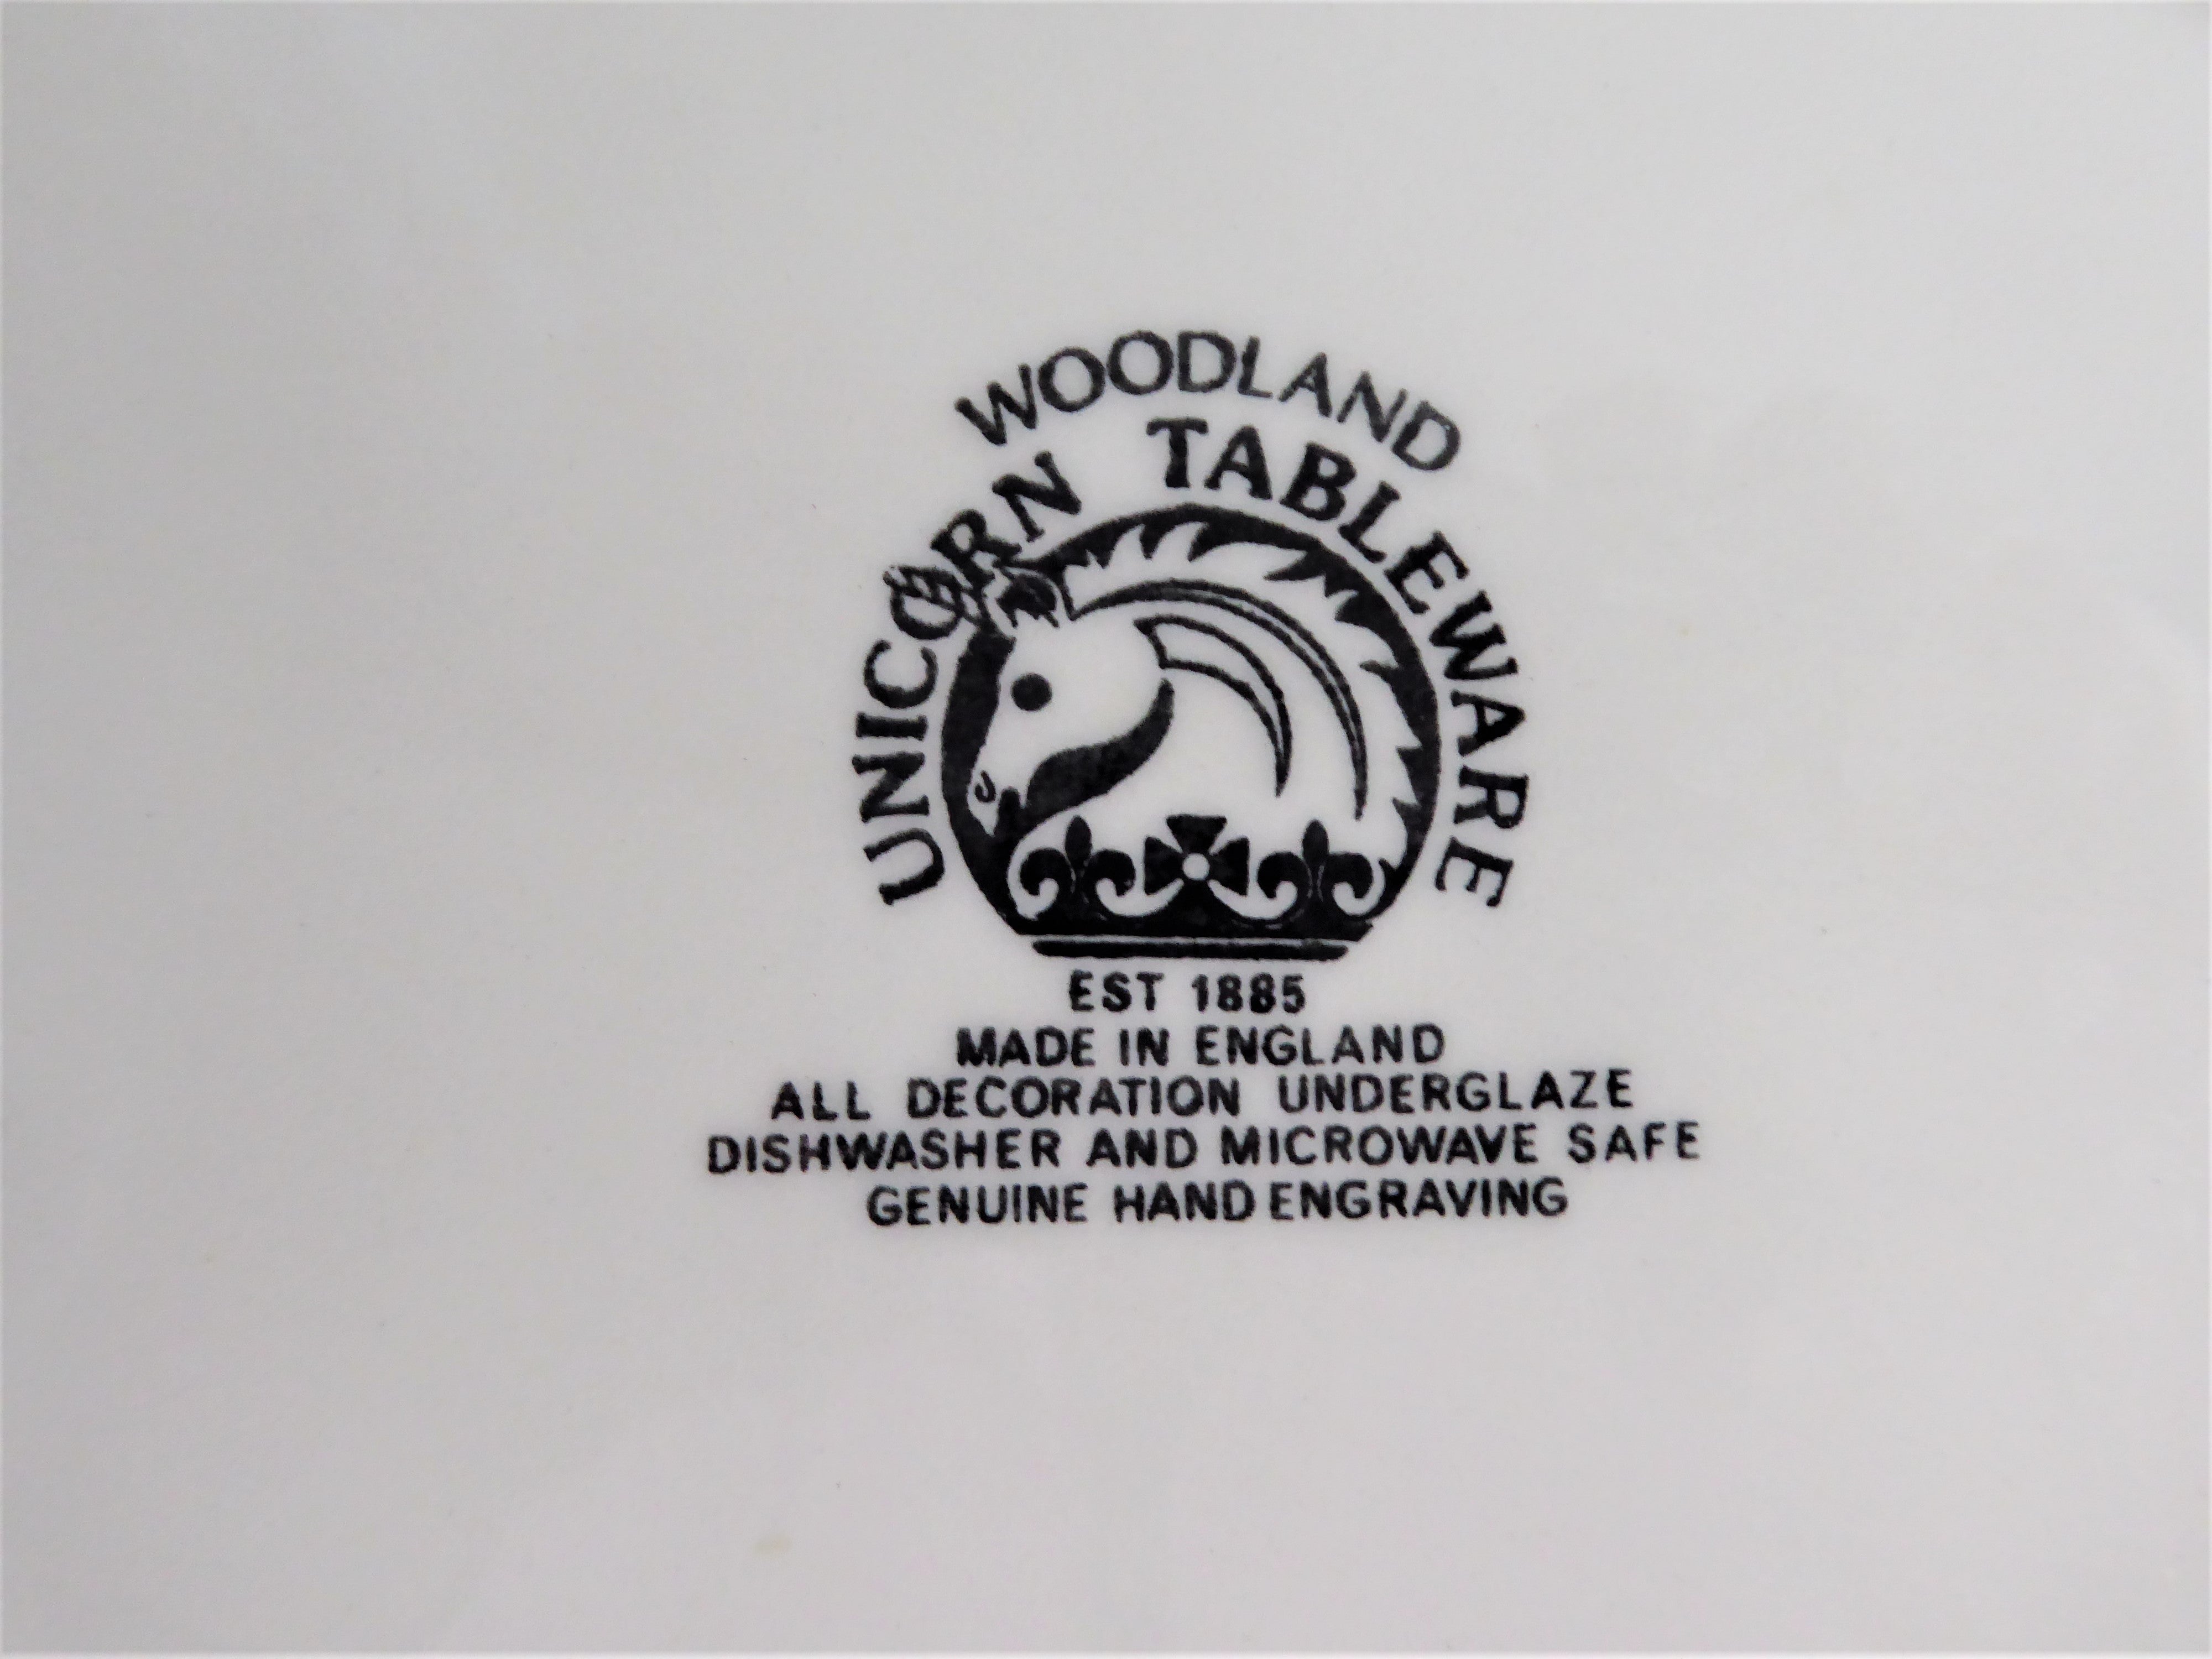 WOODLAND
UNICORN TABLEWARE
EST 1885
MADE IN ENGLAND
ALL DECORATION UNDERGLAZE
DISHWASHER AND MICROWAVE SAFE
GENUINE HAND ENGRAVING